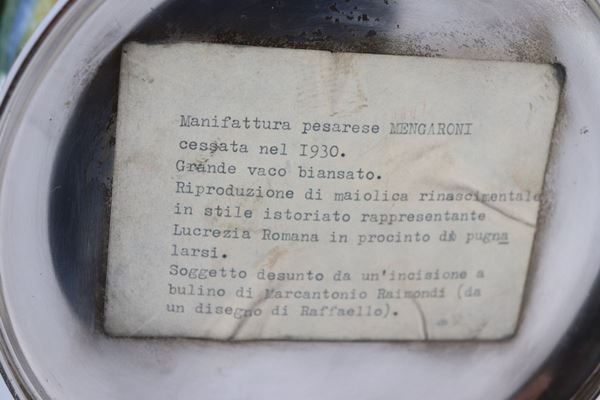 Manifattura pesarese MENGARONI
cessata nel I930.
Grande vaco biansato.
Riproduzione di maiolica rinascimentale
in stile istoriato rappresentante
Lucrezia Romana in procinto di pugna
larsi.
Soggetto desunto da un'incisione a
bulino di Marcantonio Raimondi (da
un disegno di Raffaello).